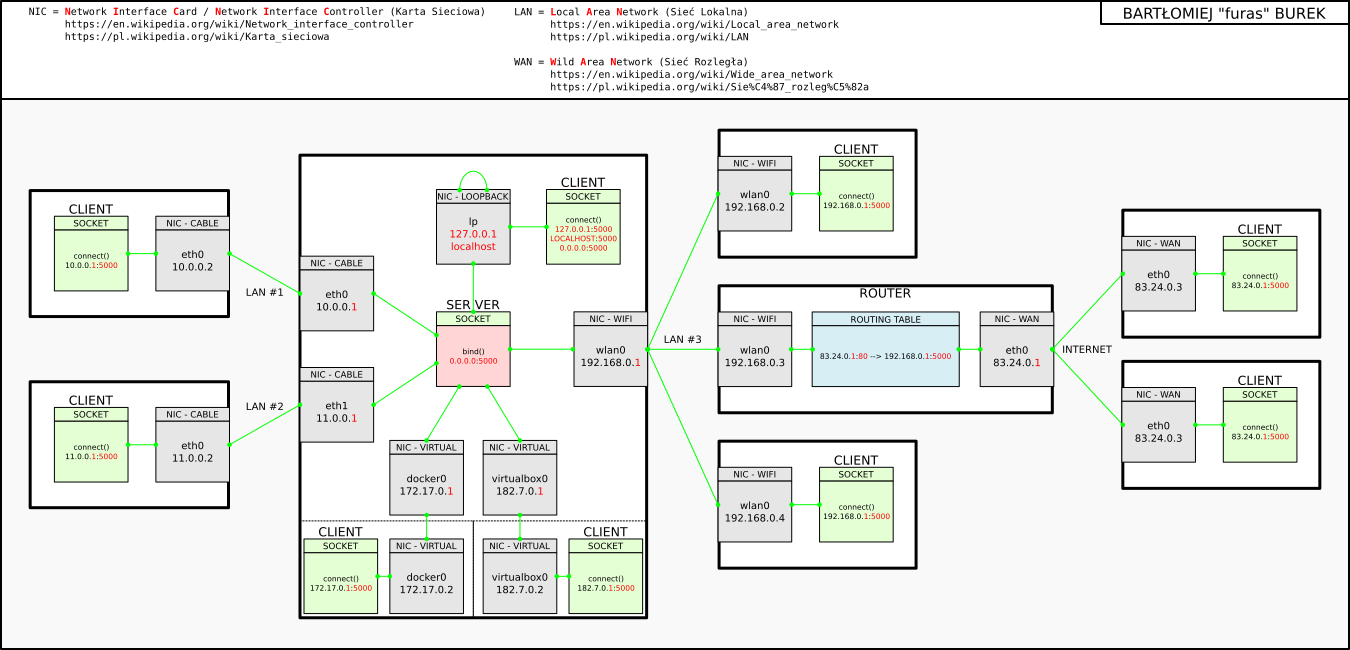 NIC = Network Interface Card / Network Interface Controller (Karta Sieciowa)
https://en.wikipedia.org/wiki/Network_interface_controller
https://pl.wikipedia.org/wiki/Karta_sieciowa
LAN = Local Area Network (Sieć Lokalna)
https://en.wikipedia.org/wiki/Local_area_network
https://pl.wikipedia.org/wiki/LAN
WAN = Wild Area Network (Sieć Rozległa)
https://en.wikipedia.org/wiki/Wide_area_network
https://pl.wikipedia.org/wiki/Sie%C4%87_rozleg%C5%82a
BARTŁOMIEJ "furas" BUREK
CLIENT
SOCKET
connect()
10.0.0.1:5000
NIC - CABLE
eth0
10.0.0.2
LAN #1
CLIENT
SOCKET
connect()
11.0.0.1:5000
NIC - CABLE
eth0
11.0.0.2
LAN #2
NIC - CABLE
eth0
10.0.0.1
NIC - CABLE
eth1
11.0.0.1
NIC - LOOPBACK
lp
127.0.0.1
localhost
CLIENT
SOCKET
connect()
127.0.0.1:5000
LOCALHOST:5000
0.0.0.0:5000
SERVER
SOCKET
bind()
0.0.0.0:5000
NIC - WIFI
wlan0
192.168.0.1
NIC - VIRTUAL
docker0
172.17.0.1
NIC - VIRTUAL
virtualbox0
182.7.0.1
CLIENT
SOCKET
connect()
172.17.0.1:5000
NIC - VIRTUAL
docker0
172.17.0.2
NIC - VIRTUAL
virtualbox0
182.7.0.2
CLIENT
SOCKET
connect()
182.7.0.1:5000
LAN #3
NIC - WIFI
wlan0
192.168.0.2
CLIENT
SOCKET
connect()
192.168.0.1:5000
ROUTER
NIC - WIFI
wlan0
192.168.0.3
ROUTING TABLE
83.24.0.1:80 --> 192.168.0.1:5000
NIC - WAN
eth0
83.24.0.1
INTERNET
NIC - WIFI
wlan0
192.168.0.4
CLIENT
SOCKET
connect()
192.168.0.1:5000
NIC - WAN
eth0
83.24.0.3
CLIENT
SOCKET
connect()
83.24.0.1:5000
NIC - WAN
eth0
83.24.0.3
CLIENT
SOCKET
connect()
83.24.0.1:5000